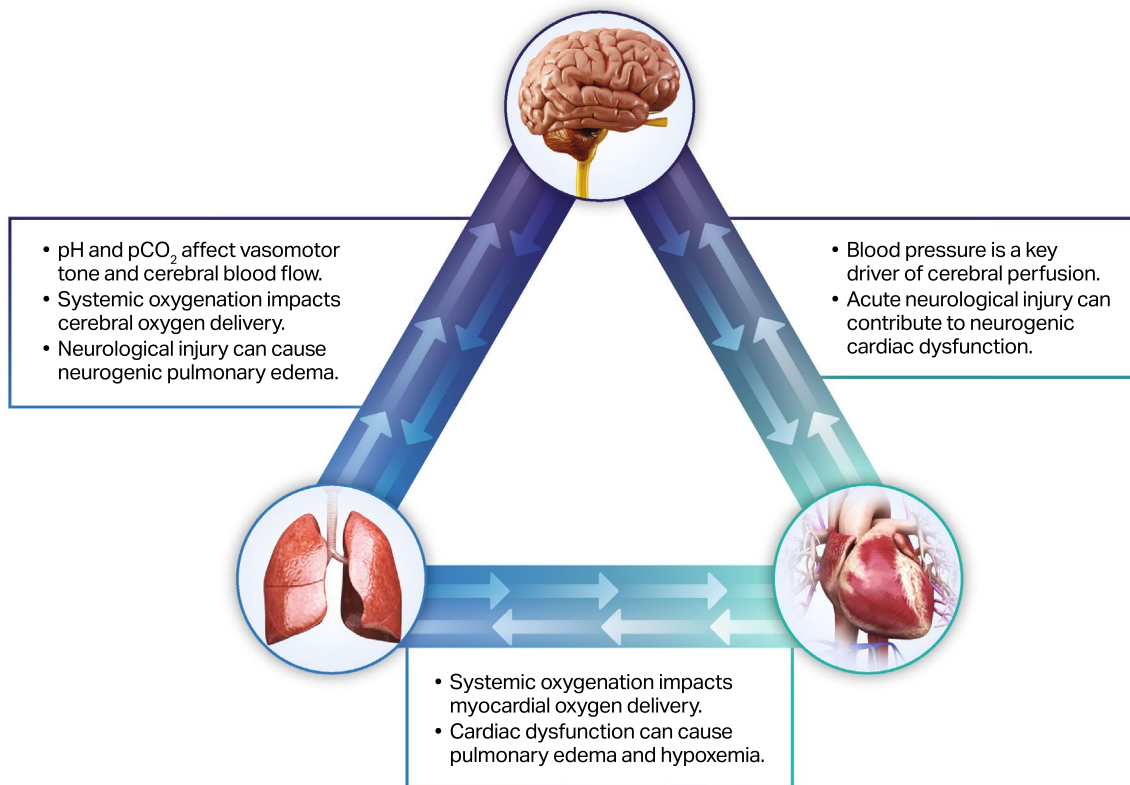 • pH and pCO₂ affect vasomotor
tone and cerebral blood flow.
• Systemic oxygenation impacts
cerebral oxygen delivery.
• Neurological injury can cause
neurogenic pulmonary edema.
• Blood pressure is a key
driver of cerebral perfusion.
• Acute neurological injury can
contribute to neurogenic
cardiac dysfunction.
• Systemic oxygenation impacts
myocardial oxygen delivery.
• Cardiac dysfunction can cause
pulmonary edema and hypoxemia.